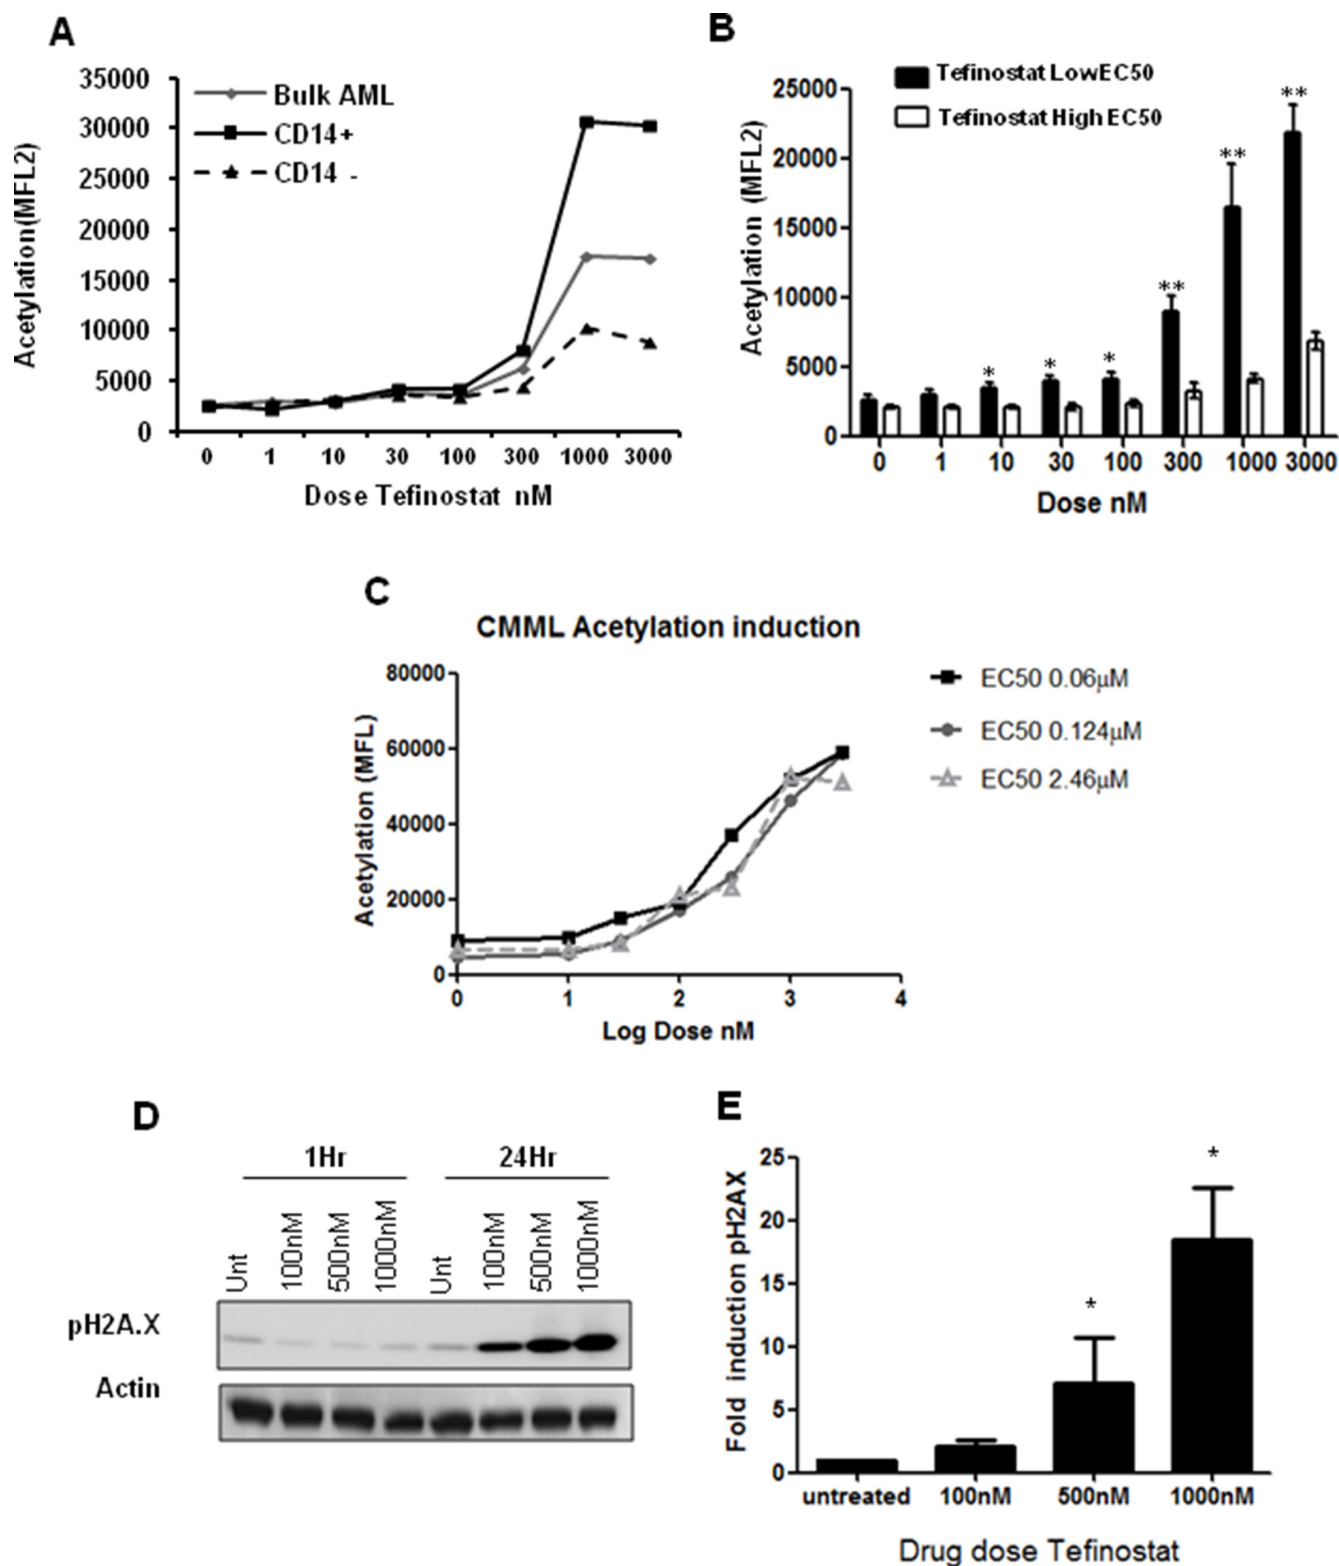 A
35000
30000
25000
20000
15000
10000
5000
0
Acetylation(MFL2)
Bulk AML
CD14+
CD14 -
0 1 10 30 100 300 1000 3000
Dose Tefinostat nM
B
Tefinostat LowEC50
Tefinostat High EC50
25000
20000
15000
10000
5000
0
Acetylation (MFL2)
* * * ** ** **
0 1 10 30 100 300 1000 3000
Dose nM
C
CMML Acetylation induction
80000
60000
40000
20000
0
Acetylation (MFL)
EC50 0.06µM
EC50 0.124µM
EC50 2.46µM
0 1 2 3 4
Log Dose nM
D
1Hr 24Hr
Unt 100nM 500nM 1000nM Unt 100nM 500nM 1000nM
pH2A.X
Actin
E
25
20
15
10
5
0
Fold induction pH2AX
* *
untreated 100nM 500nM 1000nM
Drug dose Tefinostat